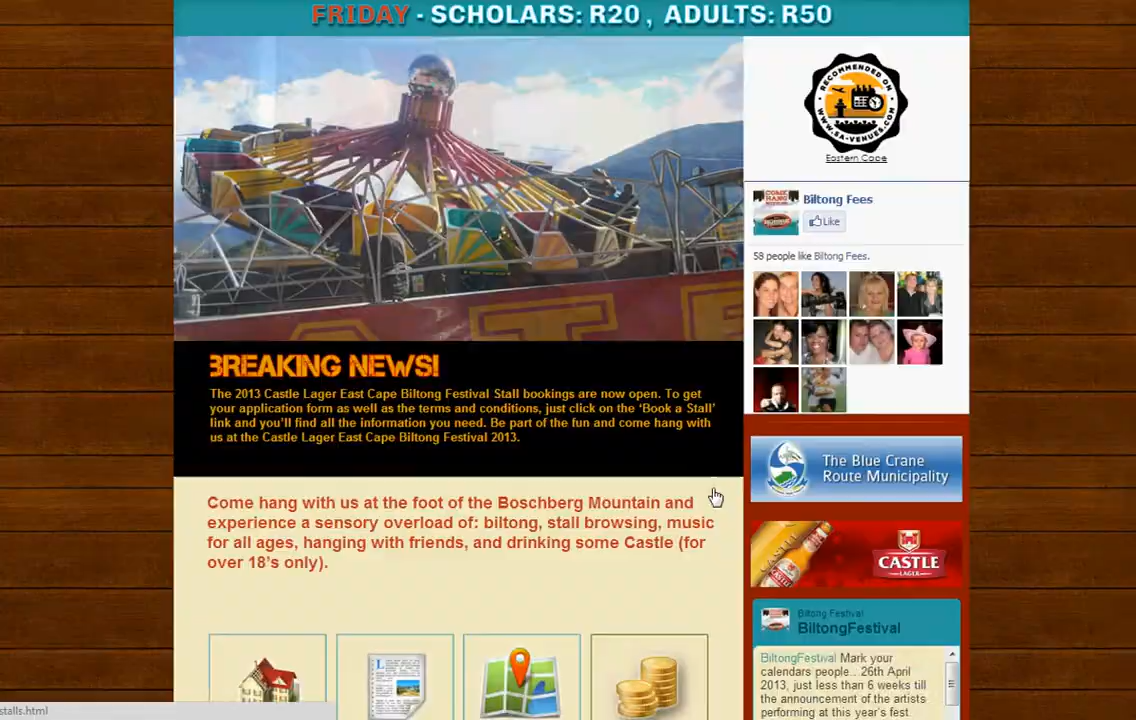 FRIDAY - SCHOLARS: R20 , ADULTS: R50
RECOMMENDED ON
WWW.SA-VENUES.COM
Eastern Cape
Biltong Fees
Like
58 people like Biltong Fees.
BREAKING NEWS!
The 2013 Castle Lager East Cape Biltong Festival Stall bookings are now open. To get
your application form as well as the terms and conditions, just click on the ‘Book a Stall’
link and you’ll find all the information you need. Be part of the fun and come hang with
us at the Castle Lager East Cape Biltong Festival 2013.
The Blue Crane
Route Municipality
Come hang with us at the foot of the Boschberg Mountain and
experience a sensory overload of: biltong, stall browsing, music
for all ages, hanging with friends, and drinking some Castle (for
over 18’s only).
CASTLE
LAGER
Biltong Festival
BiltongFestival
BiltongFestival Mark your
calendars people... 26th April
2013, just less than 6 weeks till
the announcement of the artists
performing at this year's fest
stalls.html